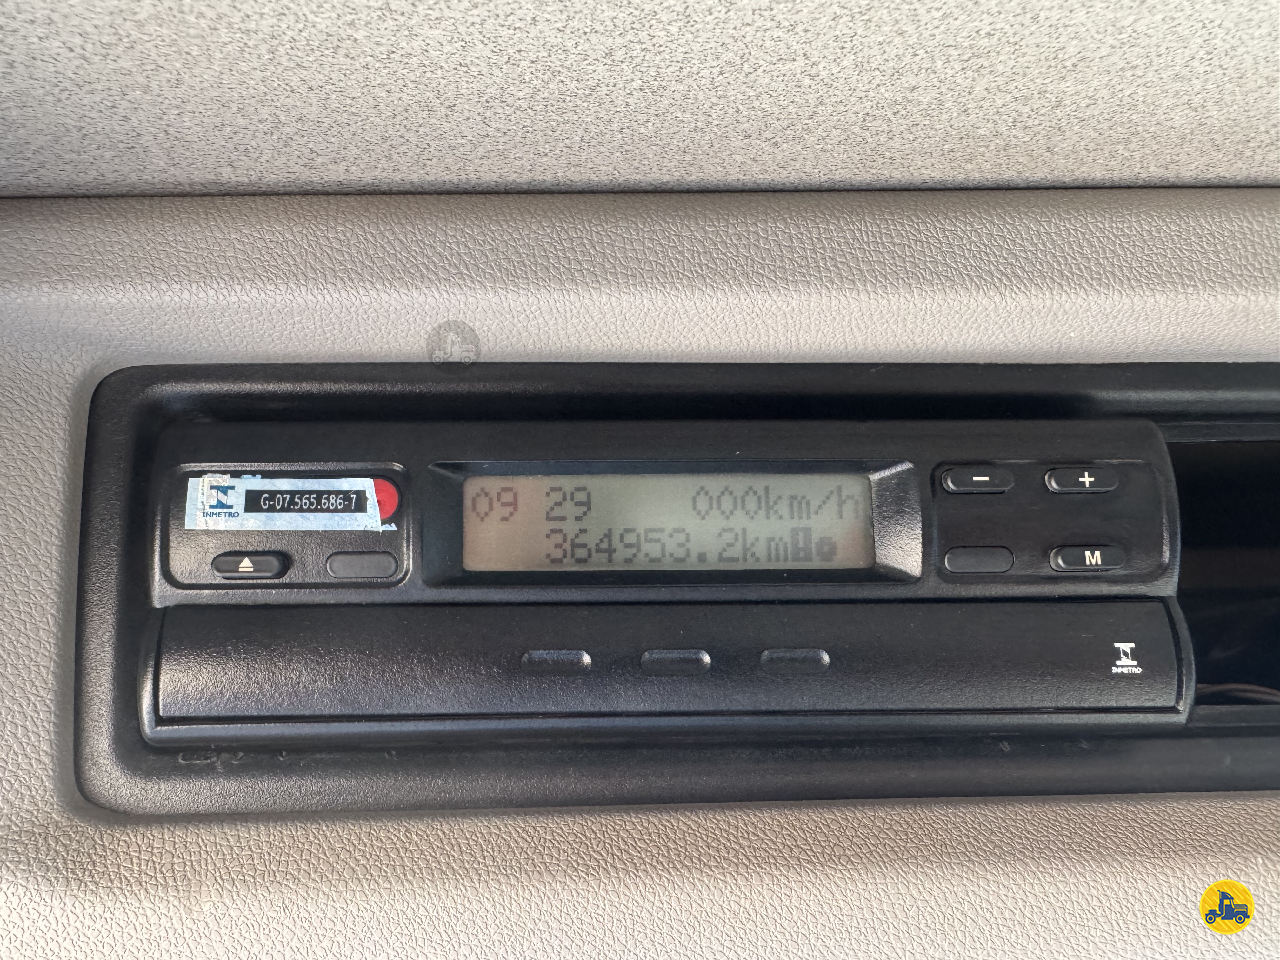 INMETRO
G-07.565.686-7
09 29 000km/h
364953.2km
- +
M
INMETRO